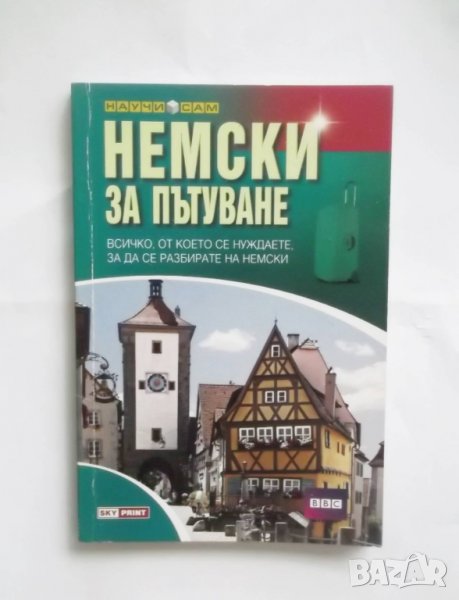 НАУЧИ САМ
НЕМСКИ
ЗА ПЪТУВАНЕ
ВСИЧКО, ОТ КОЕТО СЕ НУЖДАЕТЕ,
ЗА ДА СЕ РАЗБИРАТЕ НА НЕМСКИ
SKY PRINT
BBC
BAZAR